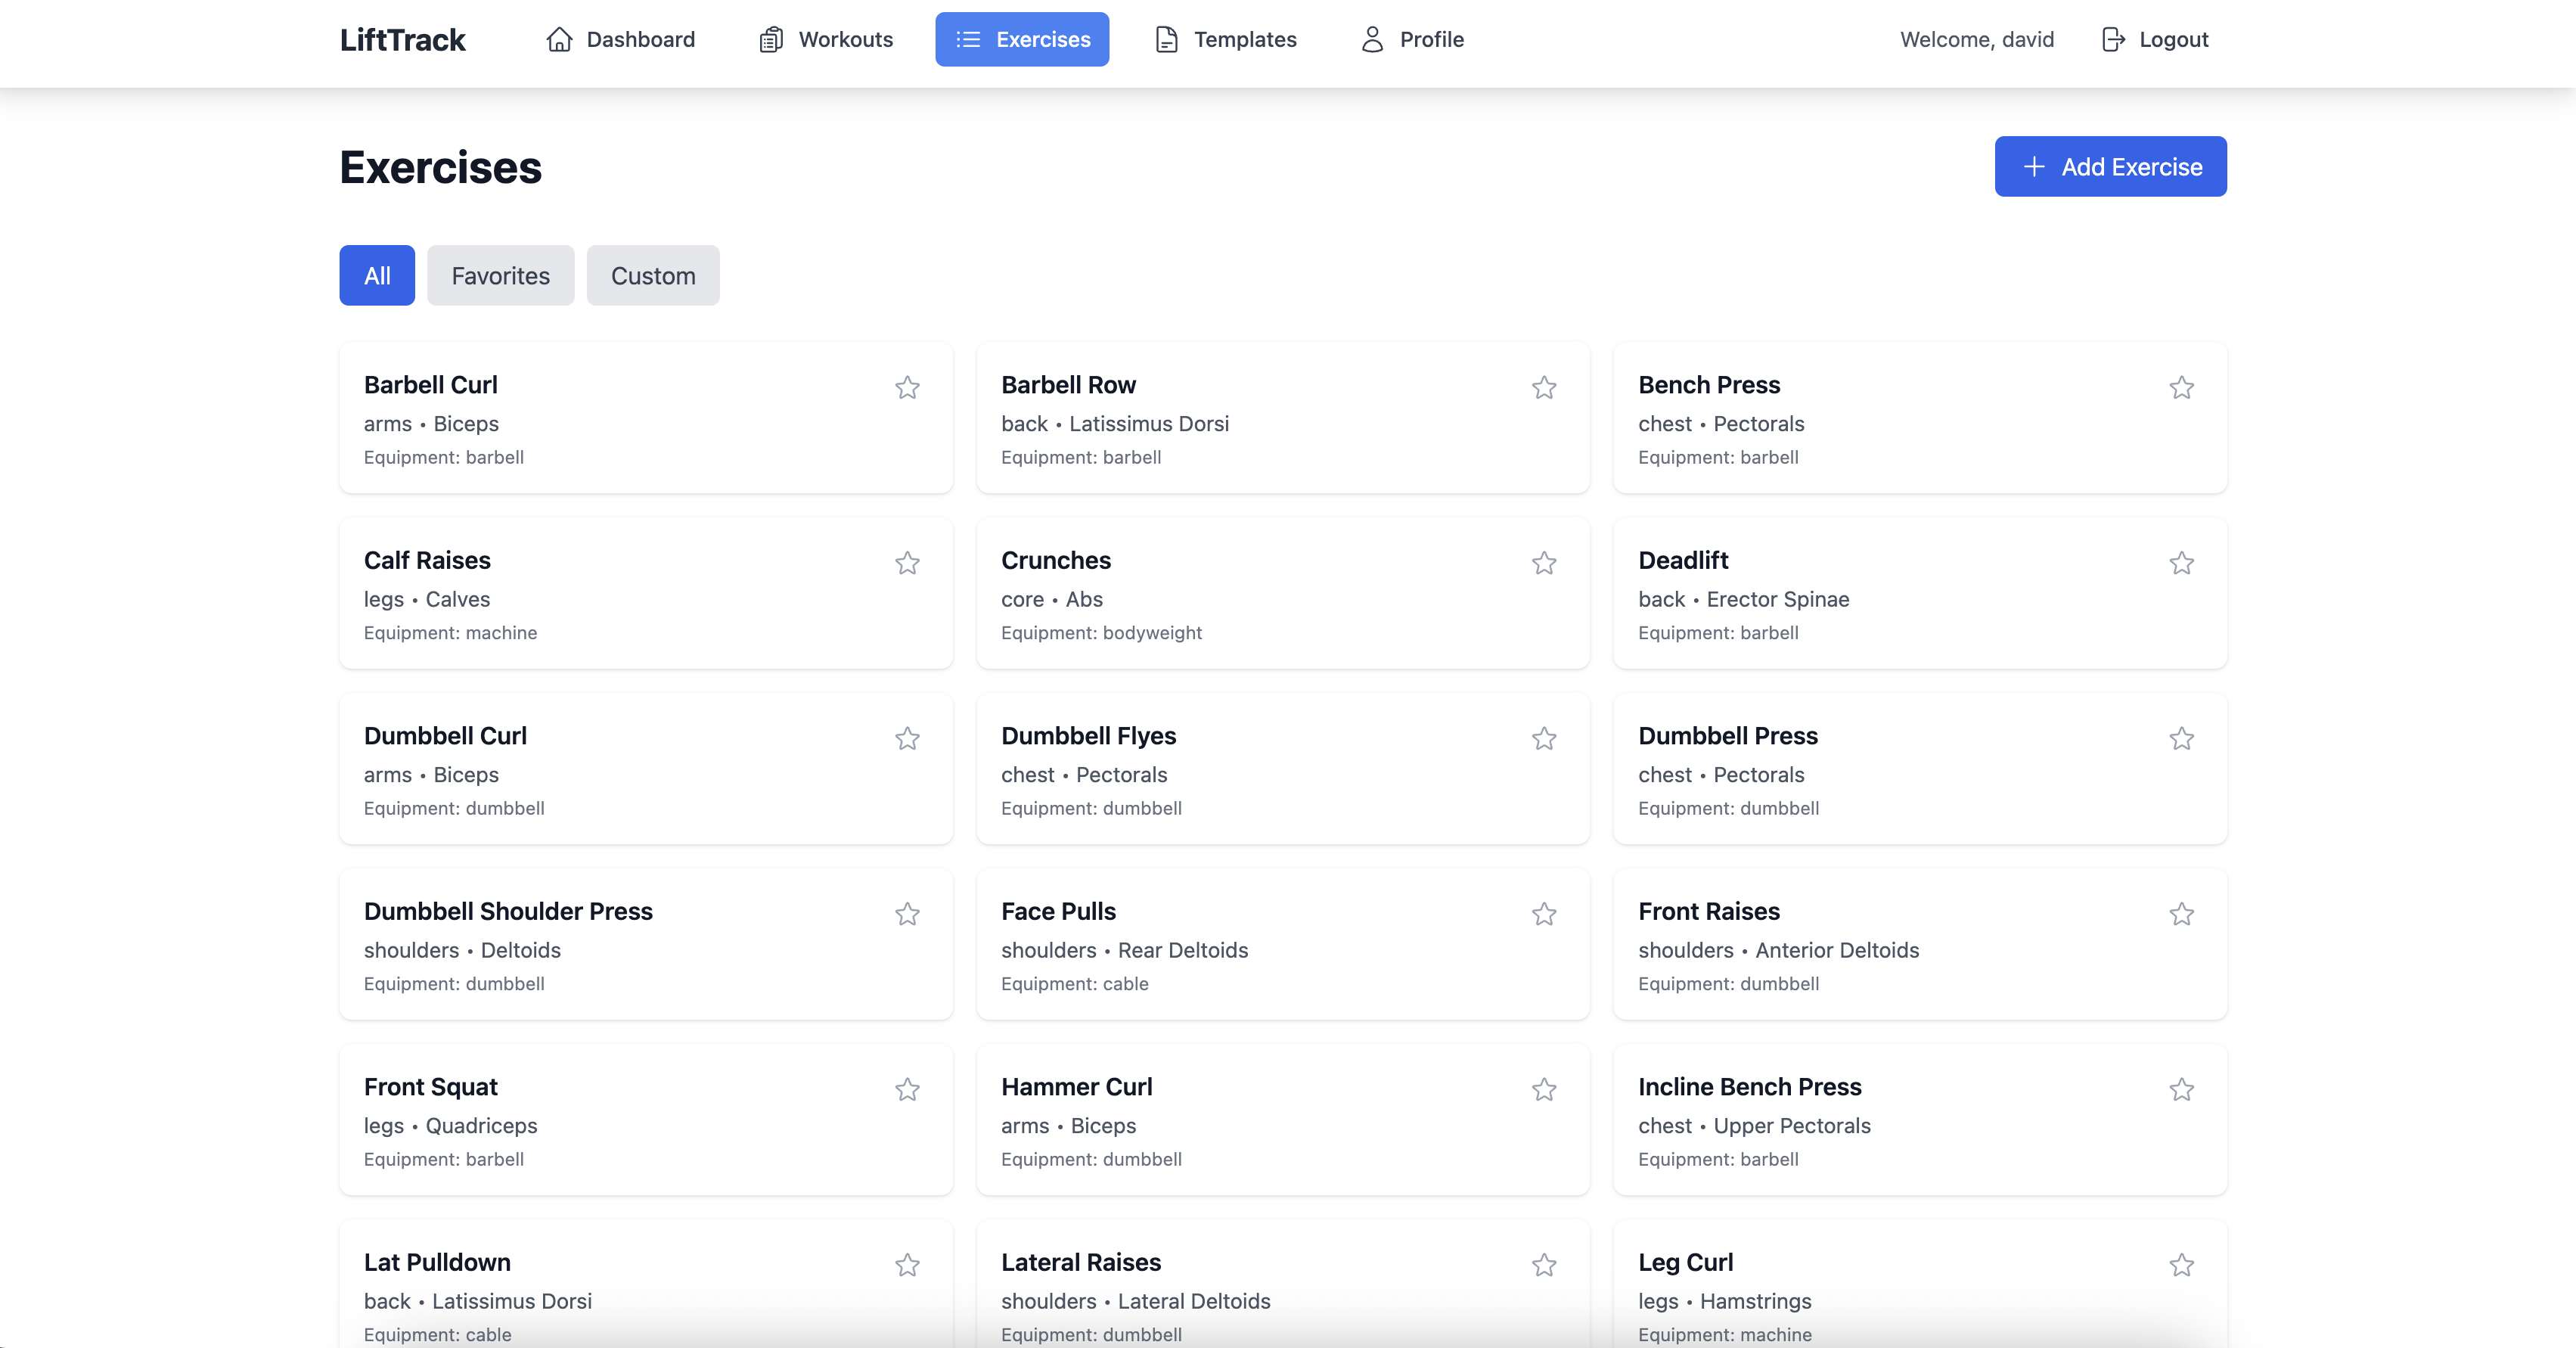 LiftTrack Dashboard Workouts Exercises Templates Profile Welcome, david Logout
Exercises
Add Exercise
All Favorites Custom
Barbell Curl
arms • Biceps
Equipment: barbell
Barbell Row
back • Latissimus Dorsi
Equipment: barbell
Bench Press
chest • Pectorals
Equipment: barbell
Calf Raises
legs • Calves
Equipment: machine
Crunches
core • Abs
Equipment: bodyweight
Deadlift
back • Erector Spinae
Equipment: barbell
Dumbbell Curl
arms • Biceps
Equipment: dumbbell
Dumbbell Flyes
chest • Pectorals
Equipment: dumbbell
Dumbbell Press
chest • Pectorals
Equipment: dumbbell
Dumbbell Shoulder Press
shoulders • Deltoids
Equipment: dumbbell
Face Pulls
shoulders • Rear Deltoids
Equipment: cable
Front Raises
shoulders • Anterior Deltoids
Equipment: dumbbell
Front Squat
legs • Quadriceps
Equipment: barbell
Hammer Curl
arms • Biceps
Equipment: dumbbell
Incline Bench Press
chest • Upper Pectorals
Equipment: barbell
Lat Pulldown
back • Latissimus Dorsi
Equipment: cable
Lateral Raises
shoulders • Lateral Deltoids
Equipment: dumbbell
Leg Curl
legs • Hamstrings
Equipment: machine